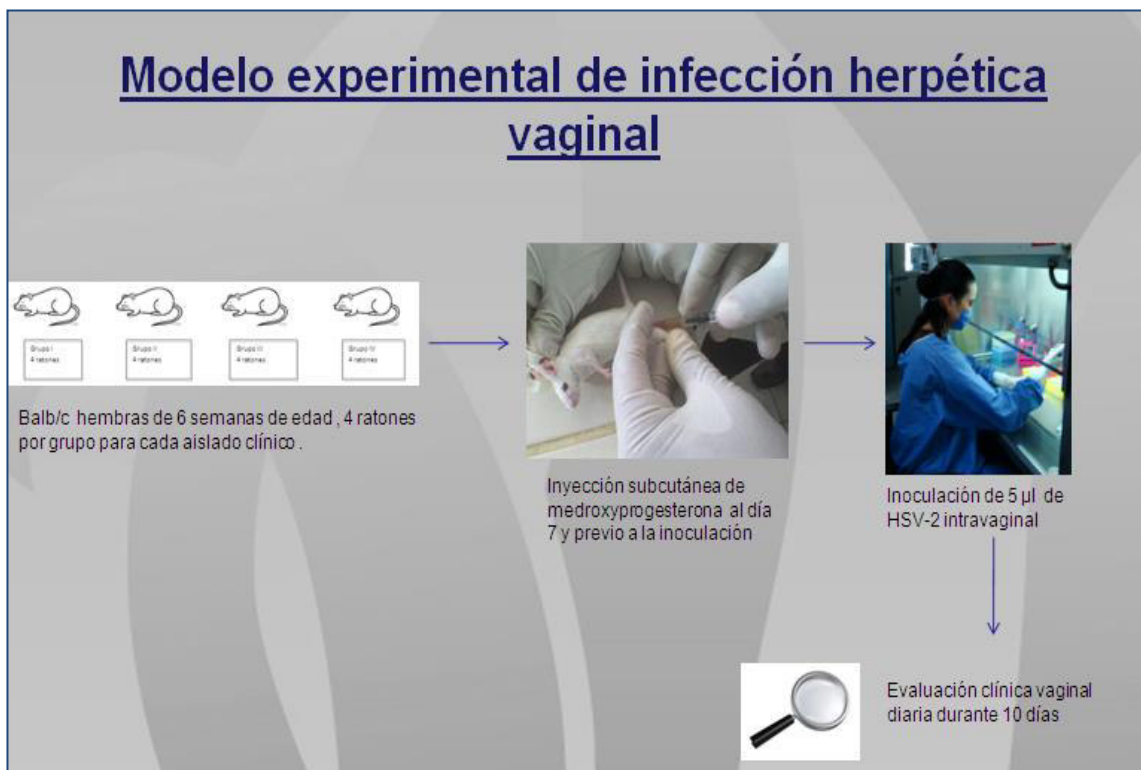 Modelo experimental de infección herpética
vaginal
Grupo I
4 ratones
Grupo II
4 ratones
Grupo III
4 ratones
Grupo IV
4 ratones
Balb/c hembras de 6 semanas de edad , 4 ratones
por grupo para cada aislado clínico .
Inyección subcutánea de
medroxyprogesterona al día
7 y previo a la inoculación
Inoculación de 5 µl de
HSV-2 intravaginal
Evaluación clínica vaginal
diaria durante 10 días